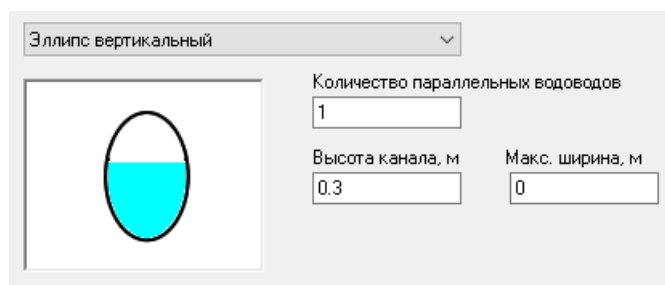 Эллипс вертикальный
Количество параллельных водоводов
1
Высота канала, м
Макс. ширина, м
0.3
0